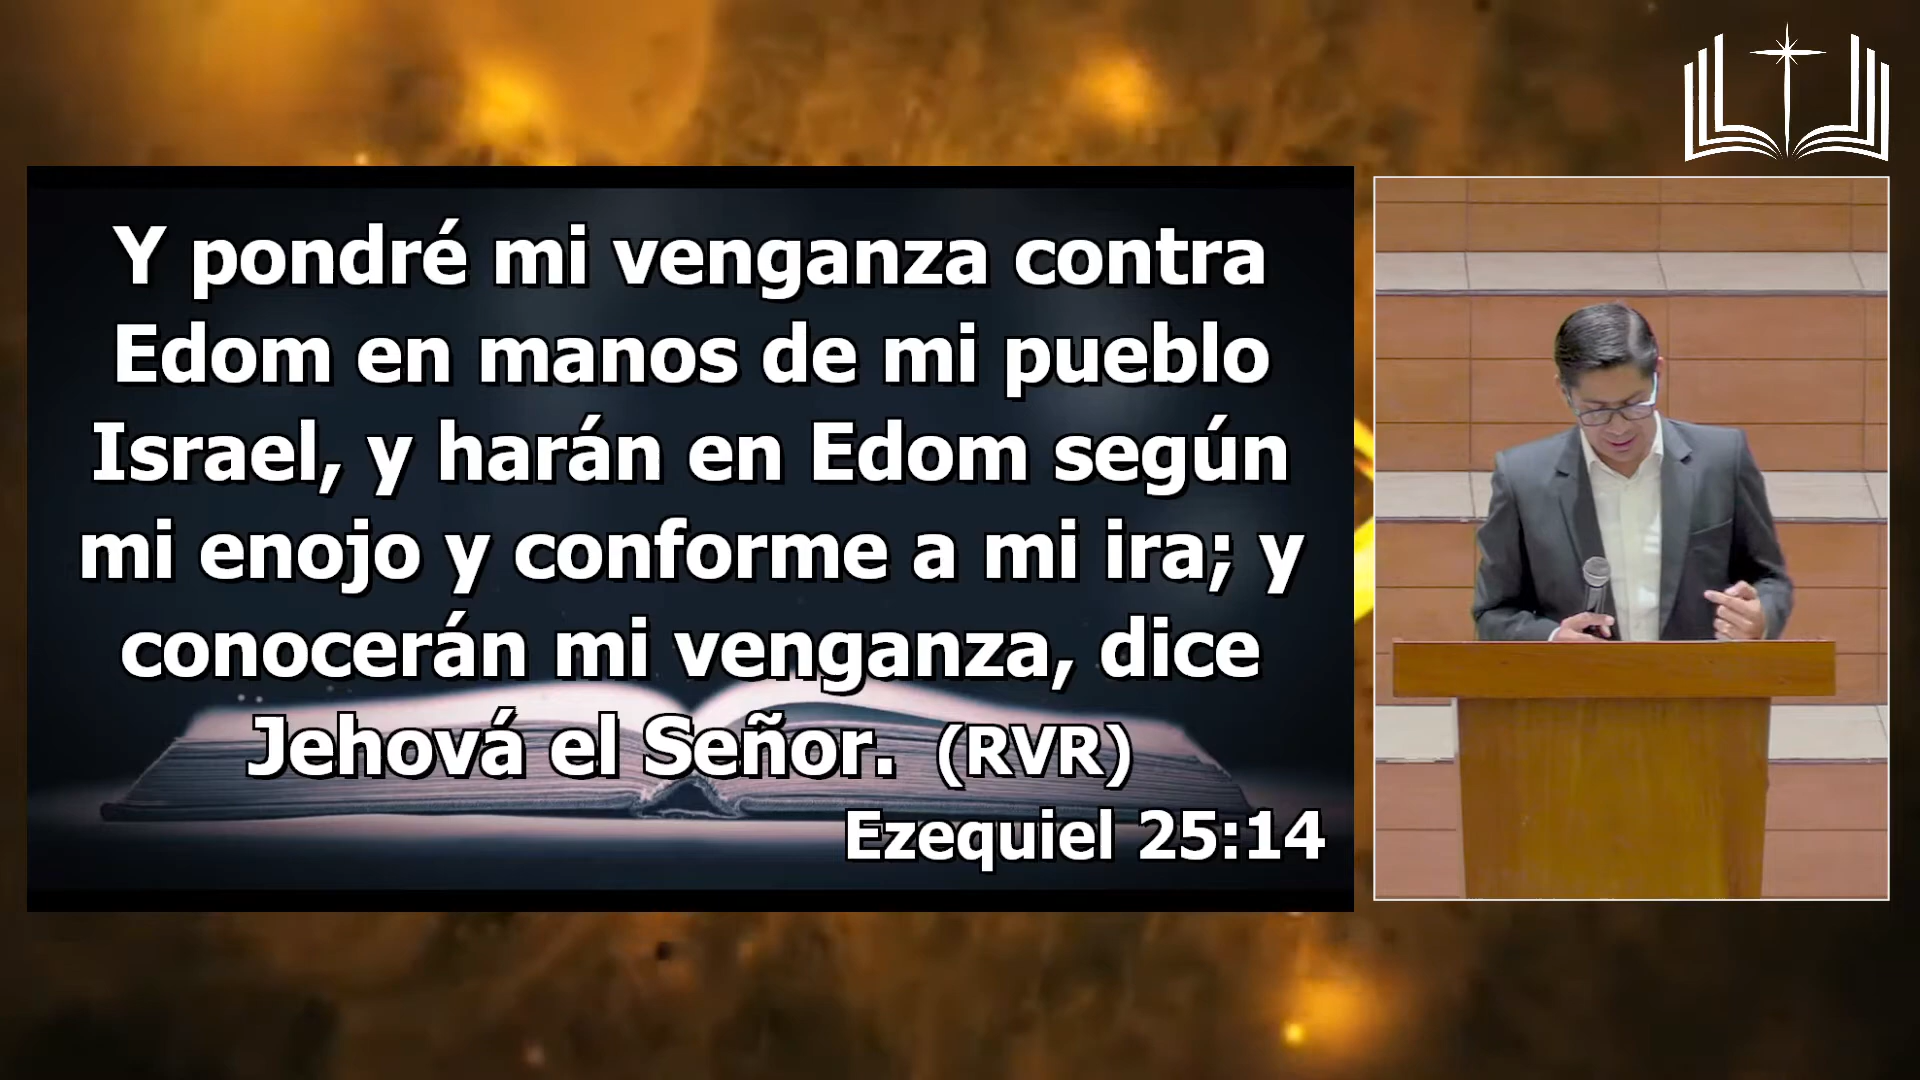 Y pondré mi venganza contra
Edom en manos de mi pueblo
Israel, y harán en Edom según
mi enojo y conforme a mi ira; y
conocerán mi venganza, dice
Jehová el Señor. (RVR)
Ezequiel 25:14